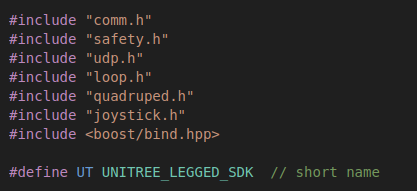 #include "comm.h"
#include "safety.h"
#include "udp.h"
#include "loop.h"
#include "quadruped.h"
#include "joystick.h"
#include <boost/bind.hpp>

#define UT UNITREE_LEGGED_SDK  // short name